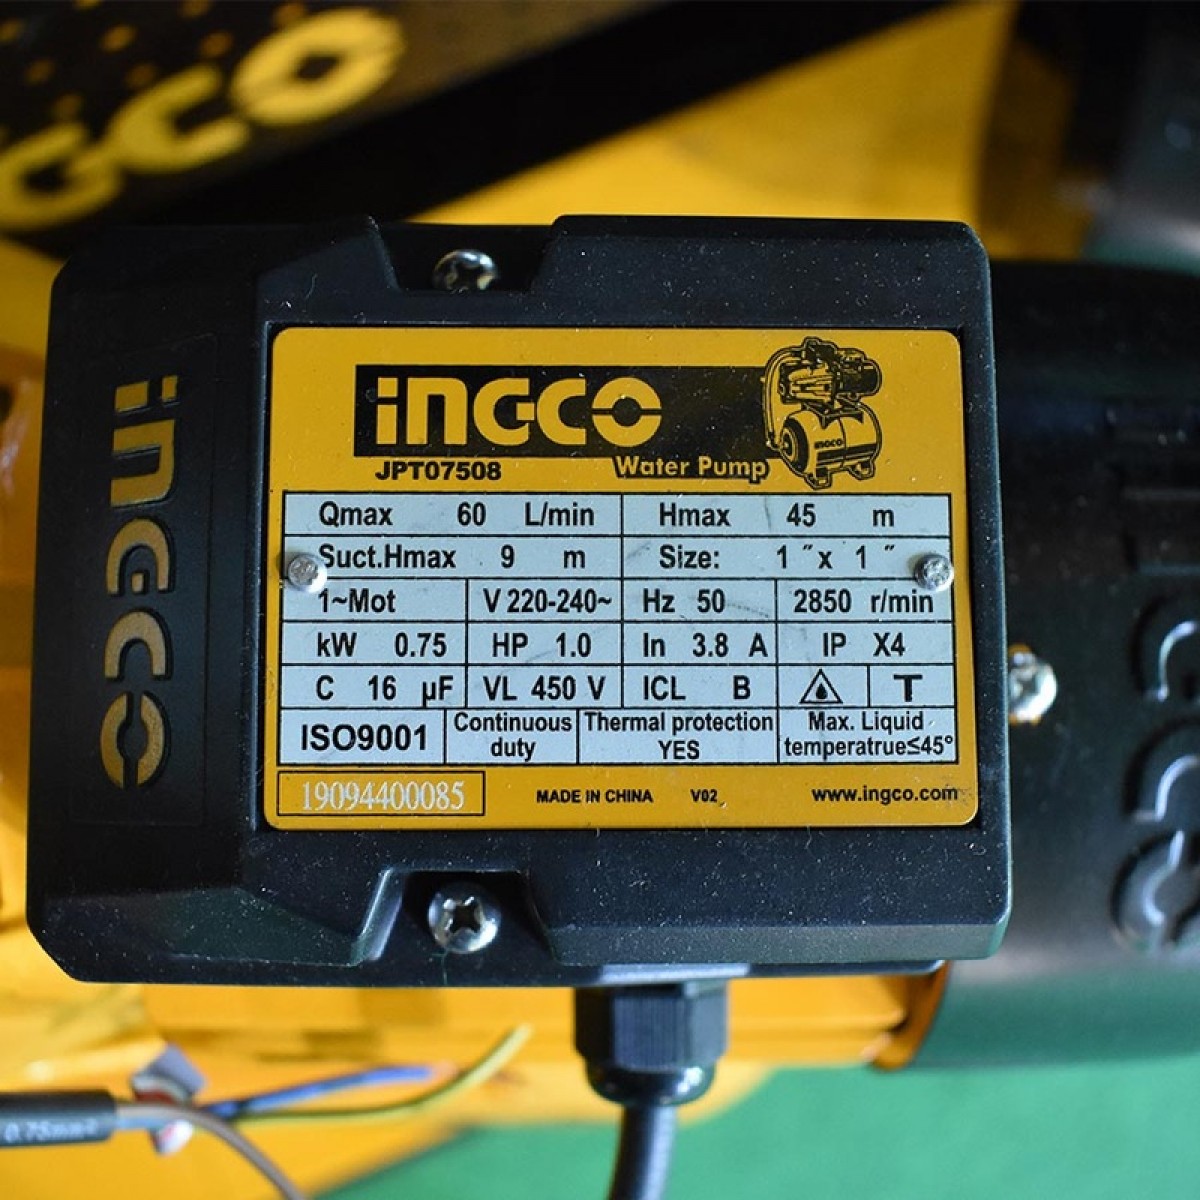 INGCO
INGCO
INGCO
JPT07508
Water Pump
INGCO
Qmax 60 L/min Hmax 45 m
Suct.Hmax 9 m Size: 1 ″ x 1 ″
1~Mot V 220-240~ Hz 50 2850 r/min
kW 0.75 HP 1.0 In 3.8 A IP X4
C 16 μF VL 450 V ICL B T
ISO9001 Continuous duty Thermal protection YES Max. Liquid temperatrue≤45°
19094400085 MADE IN CHINA V02 www.ingco.com
0.75mm²